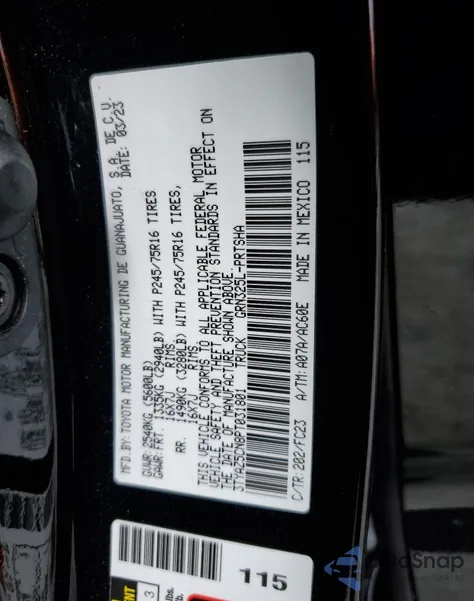 MFD.BY:TOYOTA MOTOR MANUFACTURING DE GUANAJUATO, S.A. DE C.V.
DATE: 03/23
GVWR:2540KG(5600LB)
GAWR:FRT. 1335KG (2940LB) WITH P245/75R16 TIRES
16X7J RIMS
RR. 1490KG (3280LB) WITH P245/75R16 TIRES,
16X7J RIMS
THIS VEHICLE CONFORMS TO ALL APPLICABLE FEDERAL MOTOR
VEHICLE SAFETY AND THEFT PREVENTION STANDARDS IN EFFECT ON
THE DATE OF MANUFACTURE SHOWN ABOVE.
3TYAZ5CN8PT031801 TRUCK GRN325L-PRTSHA
C/TR:202/FC23 A/TM:A07A/AC60E MADE IN MEXICO 115
115
3